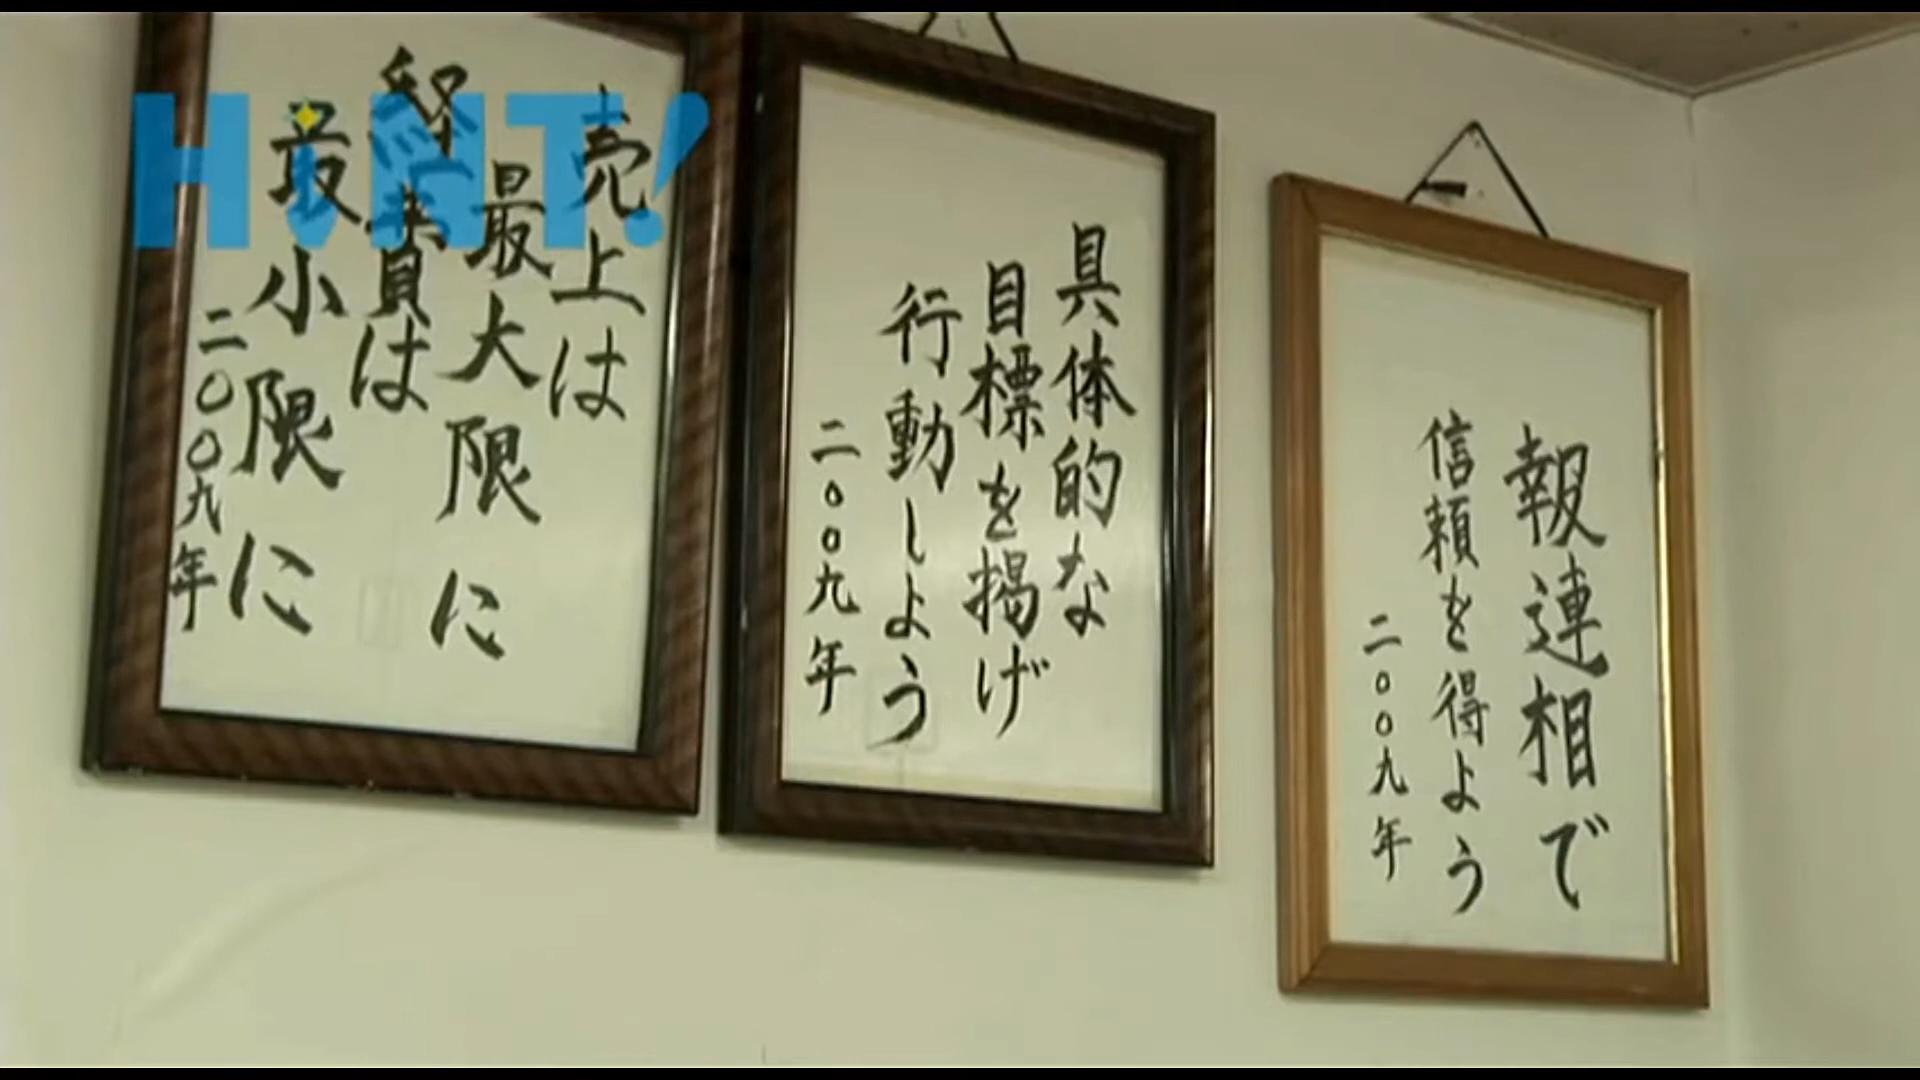 HiNT!
売上は
最大限に
経費は
最小限に
二〇〇九年
具体的な
目標を掲げ
行動しよう
二〇〇九年
報連相で
信頼を得よう
二〇〇九年